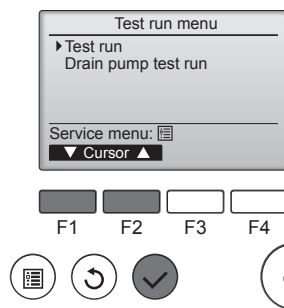 Test run menu
Test run
Drain pump test run
Service menu:
Cursor
F1 F2 F3 F4